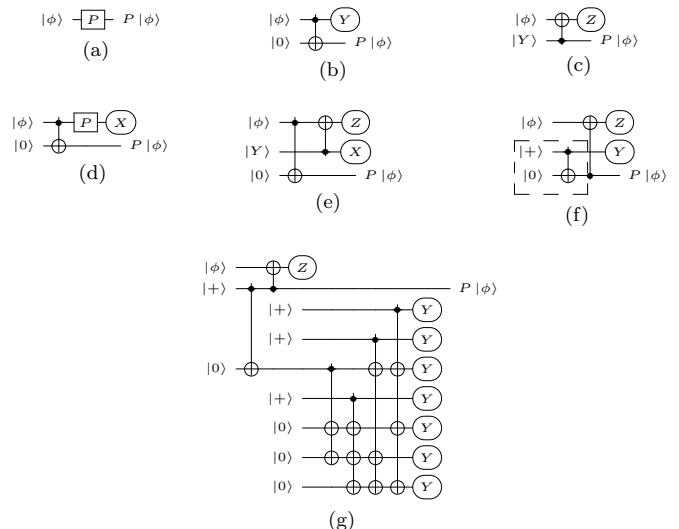 |ϕ⟩ P P |ϕ⟩
(a)
|ϕ⟩ Y
|0⟩ P |ϕ⟩
(b)
|ϕ⟩ Z
|Y⟩ P |ϕ⟩
(c)
|ϕ⟩ P X
|0⟩ P |ϕ⟩
(d)
|ϕ⟩ Z
|Y⟩ X
|0⟩ P |ϕ⟩
(e)
|ϕ⟩ Z
|+⟩ Y
|0⟩ P |ϕ⟩
(f)
|ϕ⟩ Z
|+⟩ P |ϕ⟩
|+⟩ Y
|+⟩ Y
|0⟩ Y
|+⟩ Y
|0⟩ Y
|0⟩ Y
|0⟩ Y
(g)